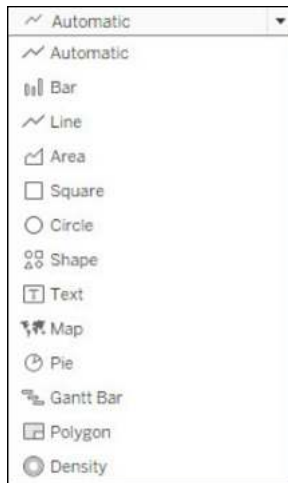 Automatic
Automatic
Bar
Line
Area
Square
Circle
Shape
Text
Map
Pie
Gantt Bar
Polygon
Density